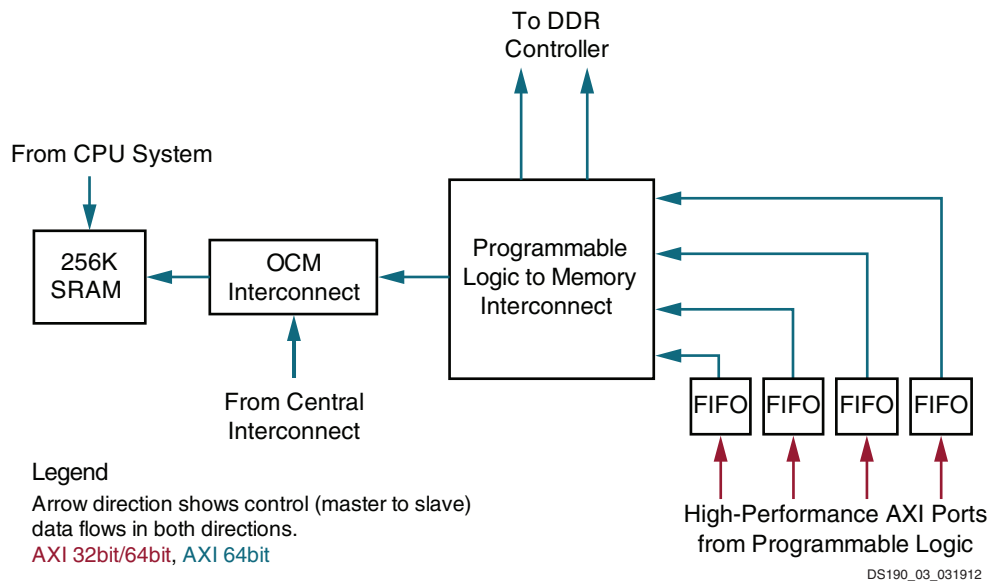 To DDR
Controller
From CPU System
256K
SRAM
OCM
Interconnect
Programmable
Logic to Memory
Interconnect
FIFO
FIFO
FIFO
FIFO
From Central
Interconnect
Legend
Arrow direction shows control (master to slave)
data flows in both directions.
AXI 32bit/64bit, AXI 64bit
High-Performance AXI Ports
from Programmable Logic
DS190_03_031912